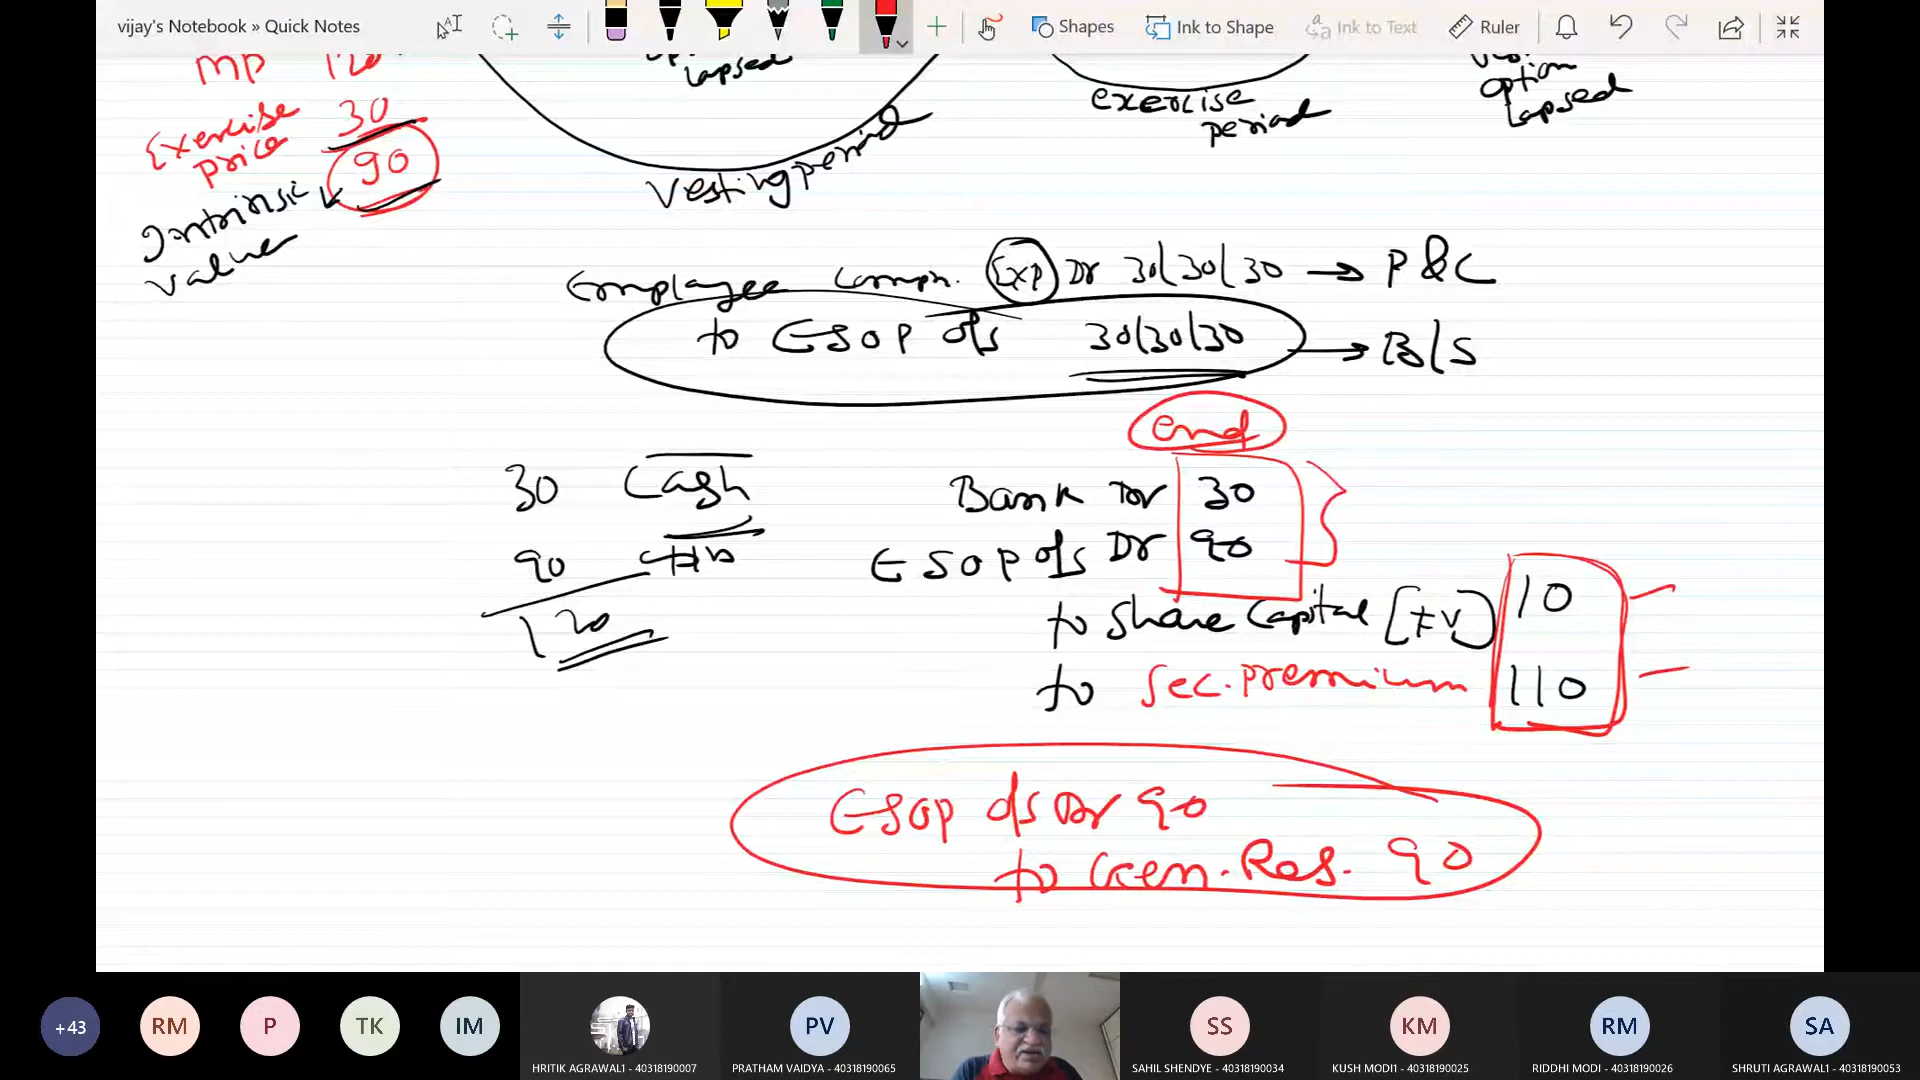 vijay's Notebook » Quick Notes
Shapes
Ink to Shape
Ink to Text
Ruler
MP 120
Exercise price 30
90
Intrinsic value
lapsed
Vesting period
exercise period
option lapsed
Employee Compn. Exp Dr 30/30/30 → P&L
to ESOP o/s 30/30/30 → B/S
end
30 Cash
90
120
Bank Dr 30
ESOP o/s Dr 90
to Share Capital [FV] 10
to Sec. premium 110
ESOP o/s Dr 90
to Gen. Res. 90
+43
RM
P
TK
IM
HRITIK AGRAWAL1 - 40318190007
PV
PRATHAM VAIDYA - 40318190065
SS
SAHIL SHENDYE - 40318190034
KM
KUSH MODI1 - 40318190025
RM
RIDDHI MODI - 40318190026
SA
SHRUTI AGRAWAL1 - 40318190053